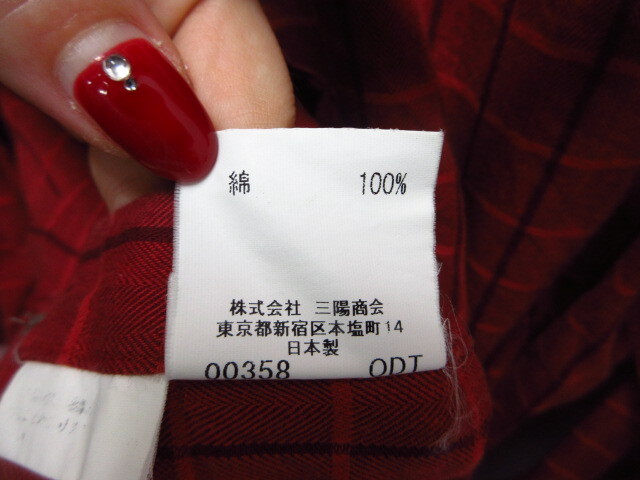 綿 100%
株式会社 三陽商会
東京都新宿区本塩町14
日本製
00358 ODT